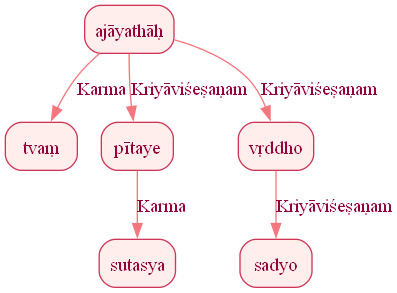 ajāyathāḥ
Karma Kriyāviśeṣaṇam Kriyāviśeṣaṇam
tvaṃ pītaye vṛddho
Karma Kriyāviśeṣaṇam
sutasya sadyo